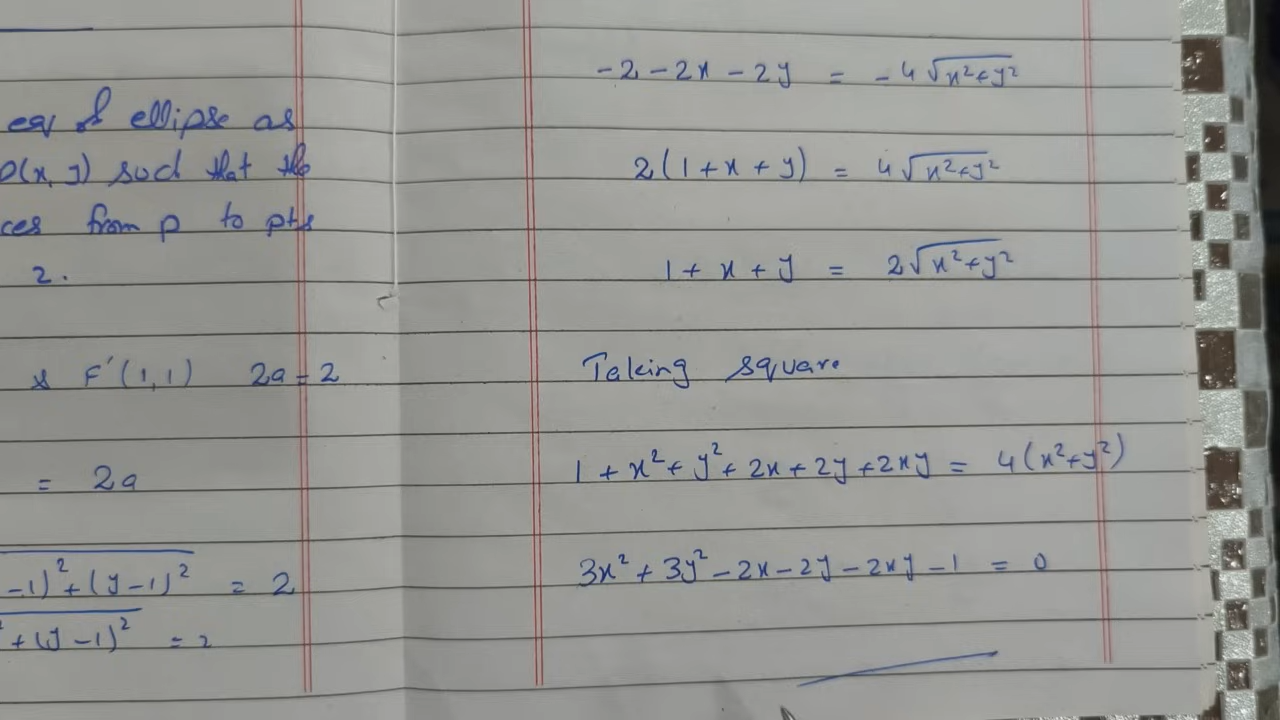 eq of ellipse as
P(x, y) such that the
ces from p to pts
2.
& F'(1,1) 2a = 2
= 2a
-1)² + (y-1)² = 2
² + (y-1)² = 2
-2 - 2x - 2y = -4√x²+y²
2(1 + x + y) = 4√x²+y²
1 + x + y = 2√x²+y²
Taking square
1 + x² + y² + 2x + 2y + 2xy = 4(x²+y²)
3x² + 3y² - 2x - 2y - 2xy - 1 = 0